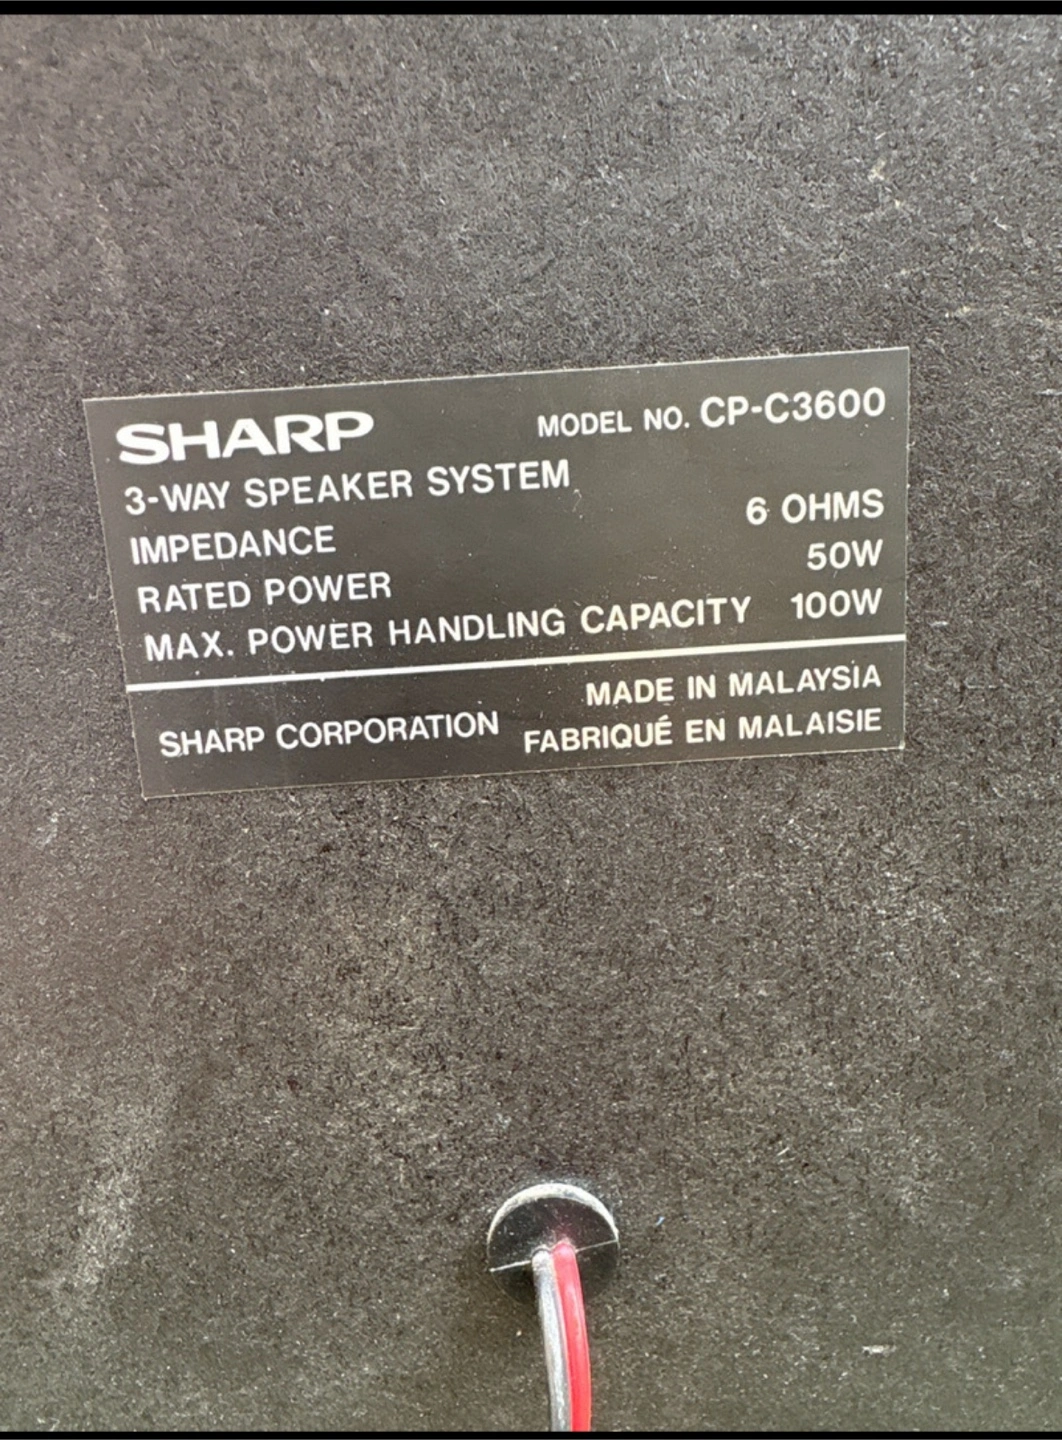 SHARP MODEL NO. CP-C3600
3-WAY SPEAKER SYSTEM
IMPEDANCE 6 OHMS
RATED POWER 50W
MAX. POWER HANDLING CAPACITY 100W
SHARP CORPORATION MADE IN MALAYSIA
FABRIQUÉ EN MALAISIE